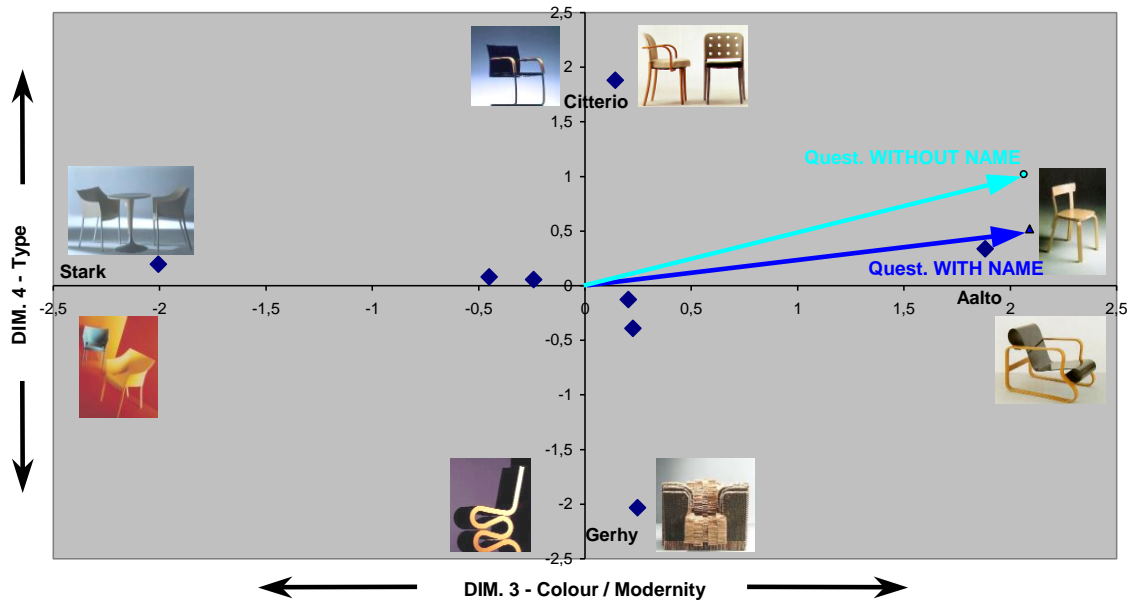 2,5
2
Citterio
1,5
Quest. WITHOUT NAME
1
0,5
Stark
Quest. WITH NAME
0
Aalto
-2,5 -2 -1,5 -1 -0,5 0 0,5 1 1,5 2 2,5
-0,5
-1
-1,5
-2
Gerhy
-2,5
DIM. 4 - Type
DIM. 3 - Colour / Modernity